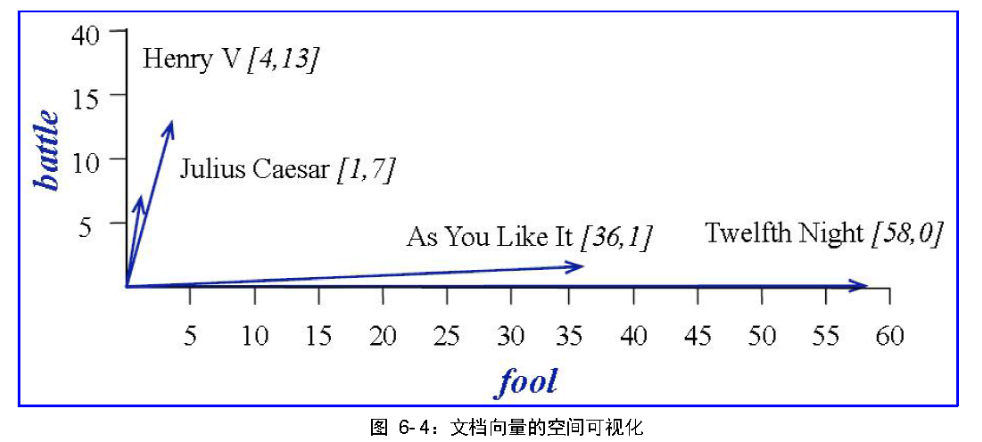 40
Henry V [4,13]
15
battle
10
Julius Caesar [1,7]
5
As You Like It [36,1]
Twelfth Night [58,0]
5 10 15 20 25 30 35 40 45 50 55 60
fool
图 6-4：文档向量的空间可视化